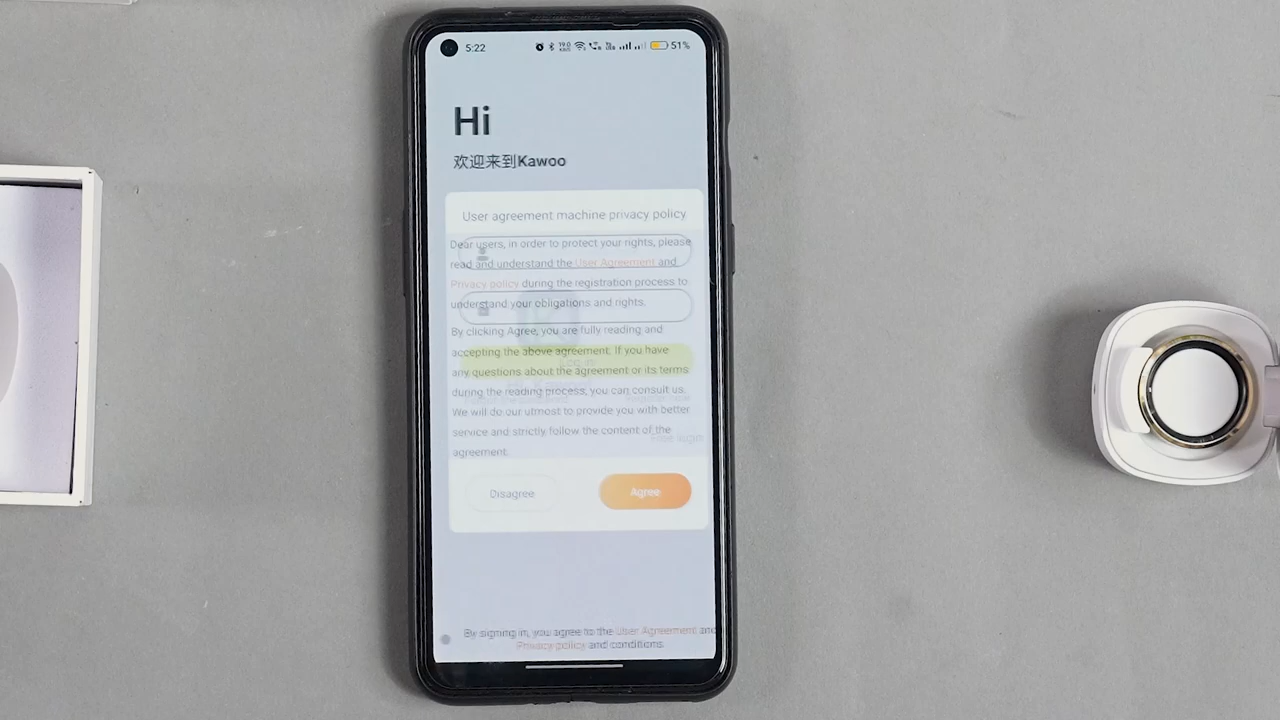 5:22
51%
Hi
欢迎来到Kawoo
User agreement machine privacy policy
Dear users, in order to protect your rights, please
read and understand the User Agreement and
Privacy policy during the registration process to
understand your obligations and rights.
By clicking Agree, you are fully reading and
accepting the above agreement. If you have
any questions about the agreement or its terms
during the reading process, you can consult us.
We will do our utmost to provide you with better
service and strictly follow the content of the
agreement.
Disagree
Agree
By signing in, you agree to the User Agreement and
Privacy policy and conditions.